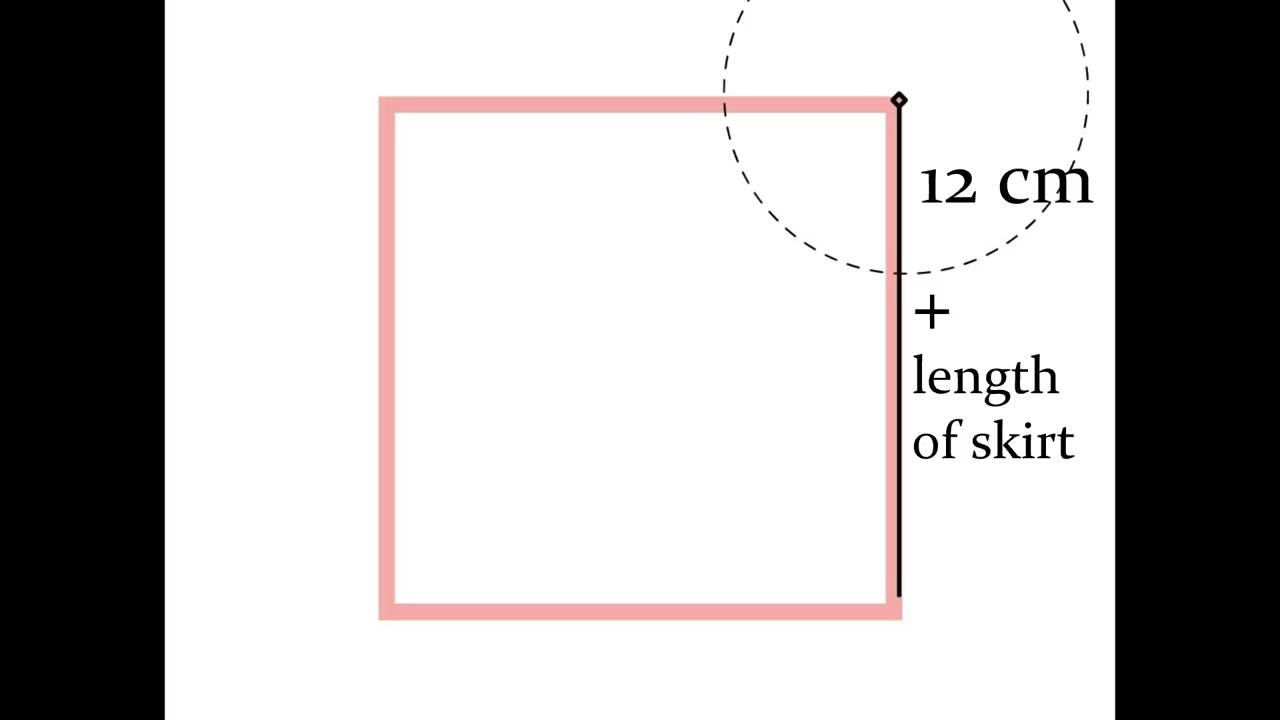 12 cm
+
length
of skirt